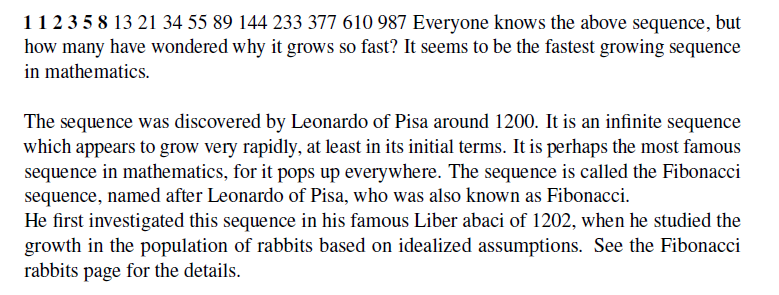 1 1 2 3 5 8 13 21 34 55 89 144 233 377 610 987 Everyone knows the above sequence, but
how many have wondered why it grows so fast? It seems to be the fastest growing sequence
in mathematics.
The sequence was discovered by Leonardo of Pisa around 1200. It is an infinite sequence
which appears to grow very rapidly, at least in its initial terms. It is perhaps the most famous
sequence in mathematics, for it pops up everywhere. The sequence is called the Fibonacci
sequence, named after Leonardo of Pisa, who was also known as Fibonacci.
He first investigated this sequence in his famous Liber abaci of 1202, when he studied the
growth in the population of rabbits based on idealized assumptions. See the Fibonacci
rabbits page for the details.